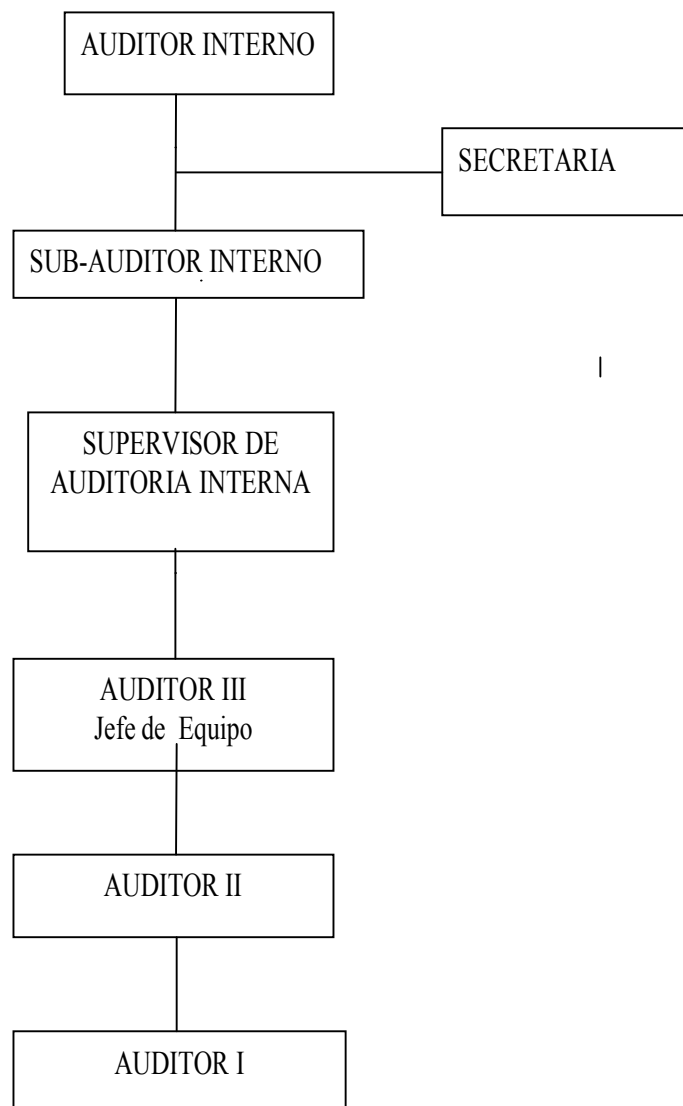 AUDITOR INTERNO
SECRETARIA
SUB-AUDITOR INTERNO
SUPERVISOR DE
AUDITORIA INTERNA
AUDITOR III
Jefe de Equipo
AUDITOR II
AUDITOR I